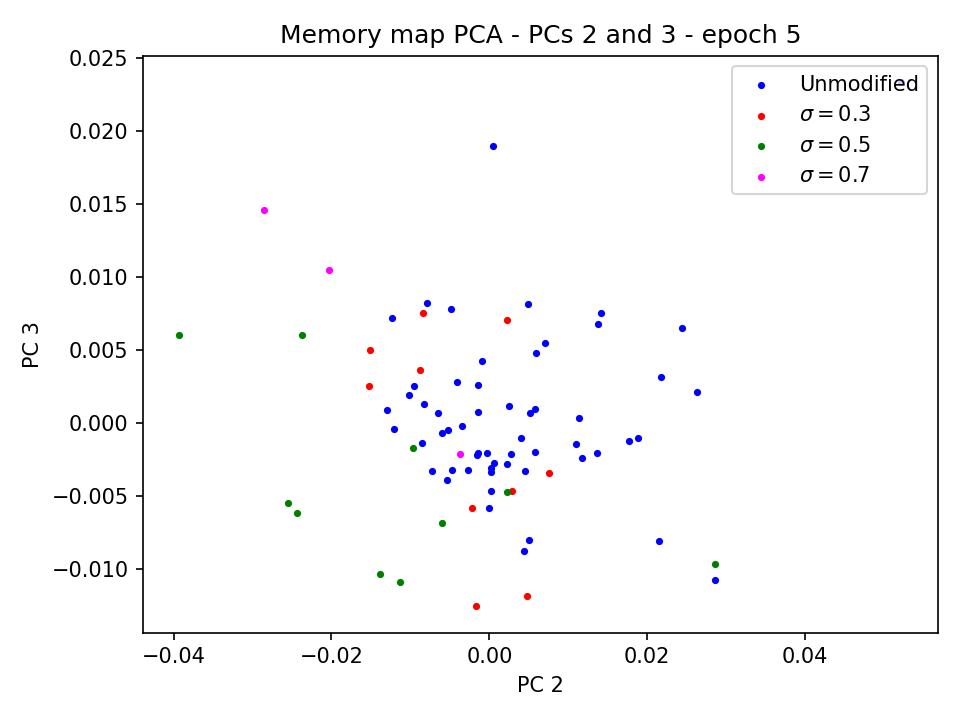 Memory map PCA - PCs 2 and 3 - epoch 5
0.025
0.020
0.015
0.010
0.005
0.000
−0.005
−0.010
PC 3
−0.04
−0.02
0.00
0.02
0.04
PC 2
Unmodified
σ = 0.3
σ = 0.5
σ = 0.7